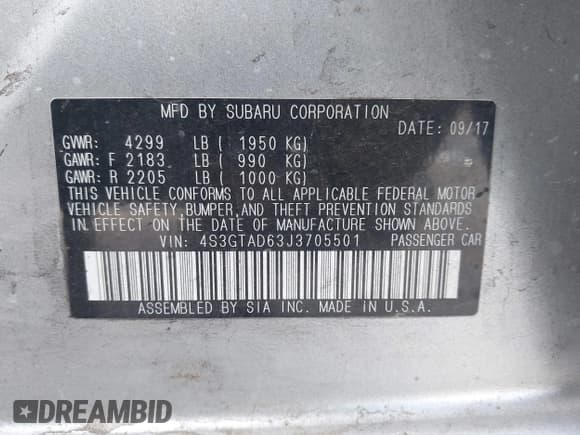 MFD BY SUBARU CORPORATION
DATE: 09/17
GVWR: 4299 LB ( 1950 KG)
GAWR: F 2183 LB ( 990 KG)
GAWR: R 2205 LB ( 1000 KG)
THIS VEHICLE CONFORMS TO ALL APPLICABLE FEDERAL MOTOR
VEHICLE SAFETY,BUMPER,AND THEFT PREVENTION STANDARDS
IN EFFECT ON THE DATE OF MANUFACTURE SHOWN ABOVE.
VIN: 4S3GTAD63J3705501 PASSENGER CAR
ASSEMBLED BY SIA INC. MADE IN U.S.A.
DREAMBID